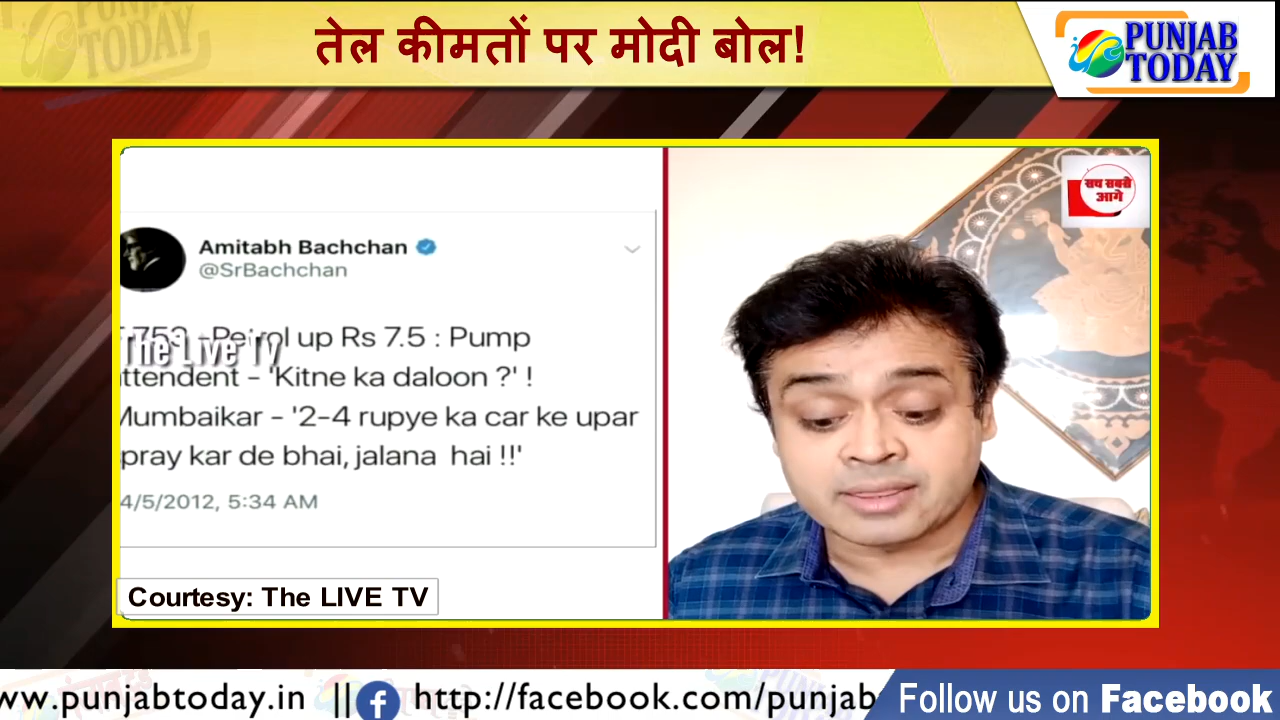 तेल कीमतों पर मोदी बोल!
PUNJAB
TODAY
सच सबसे
आगे
Amitabh Bachchan
@SrBachchan
Petrol up Rs 7.5 : Pump
The Live Tv
ttendent - 'Kitne ka daloon ?' !
Mumbaikar - '2-4 rupye ka car ke upar
pray kar de bhai, jalana hai !!'
4/5/2012, 5:34 AM
Courtesy: The LIVE TV
ww.punjabtoday.in || f http://facebook.com/punjab
Follow us on Facebook